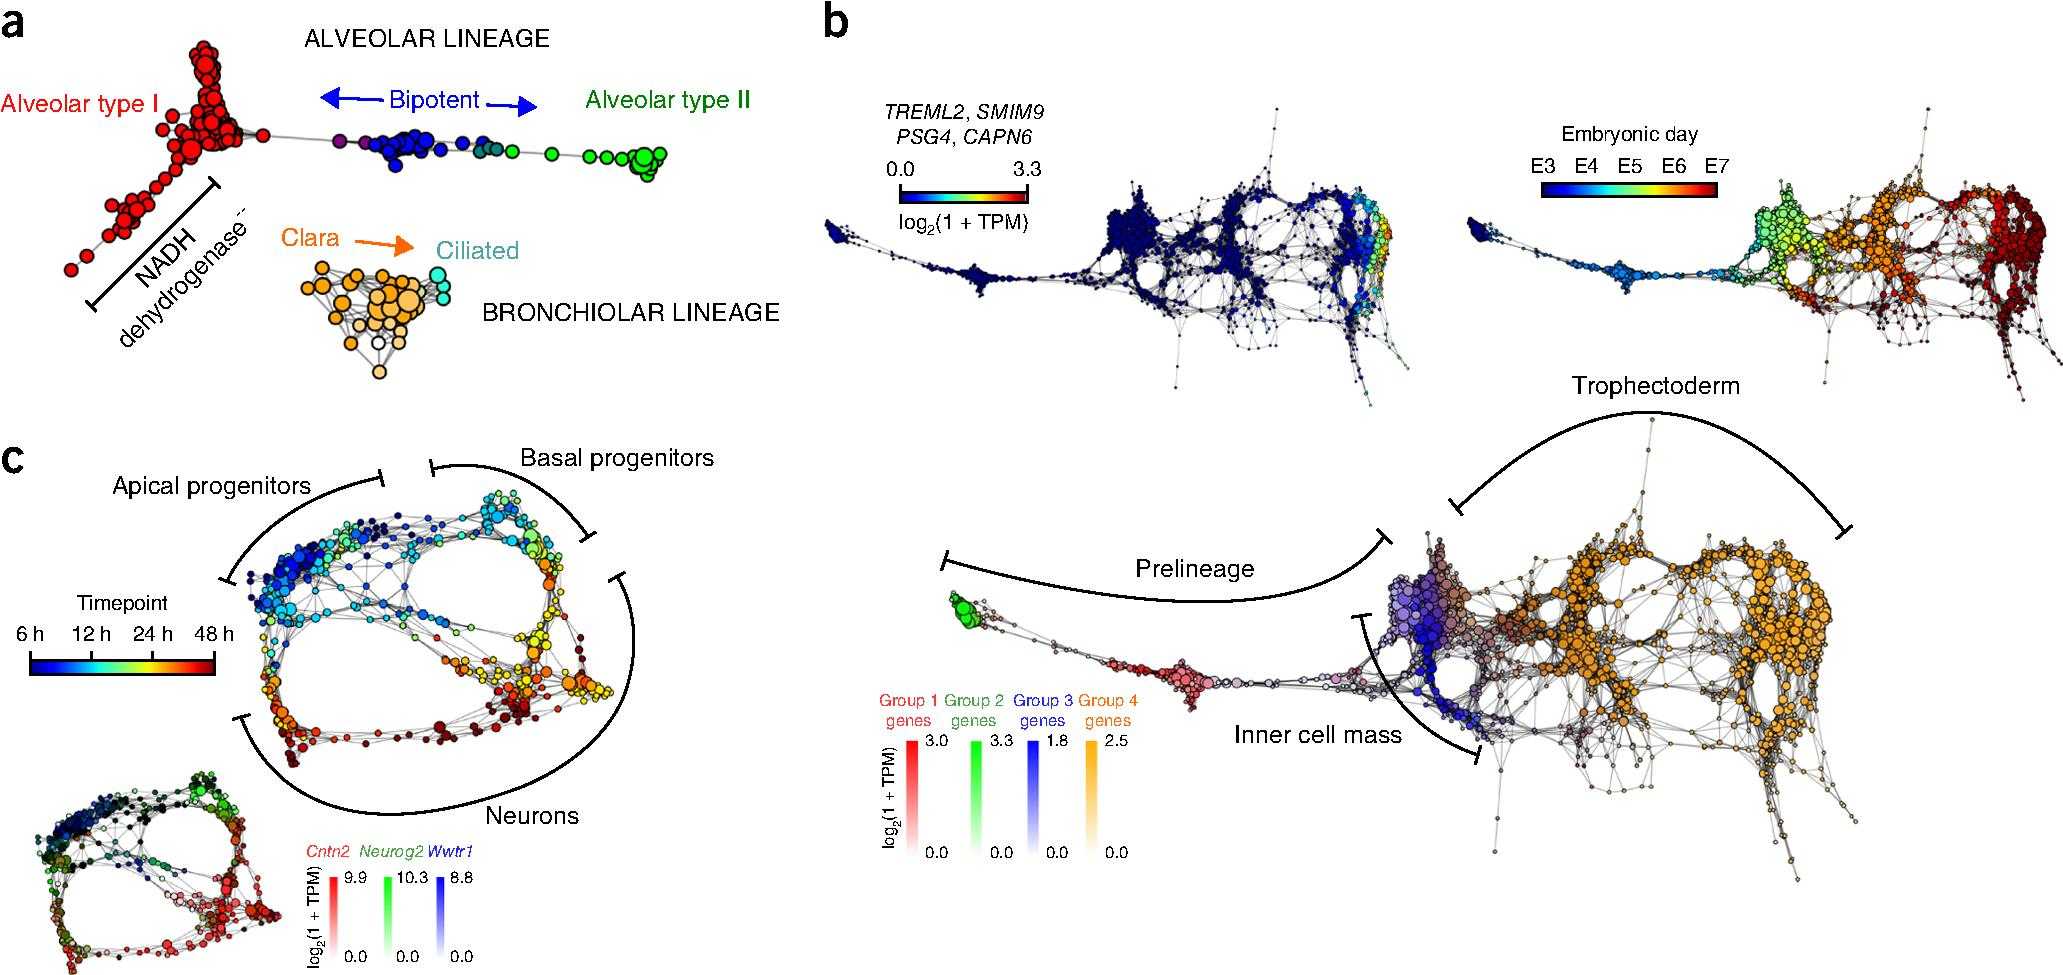 a
ALVEOLAR LINEAGE
Alveolar type I
Bipotent
Alveolar type II
NADH
dehydrogenase--
Clara
Ciliated
BRONCHIOLAR LINEAGE
b
TREML2, SMIM9
PSG4, CAPN6
0.0 3.3
log2(1 + TPM)
Embryonic day
E3 E4 E5 E6 E7
Trophectoderm
Prelineage
Inner cell mass
Group 1 Group 2 Group 3 Group 4
genes genes genes genes
3.0 3.3 1.8 2.5
log2(1 + TPM)
0.0 0.0 0.0 0.0
c
Apical progenitors
Basal progenitors
Timepoint
6 h 12 h 24 h 48 h
Neurons
Cntn2 Neurog2 Wwtr1
9.9 10.3 8.8
log2(1 + TPM)
0.0 0.0 0.0